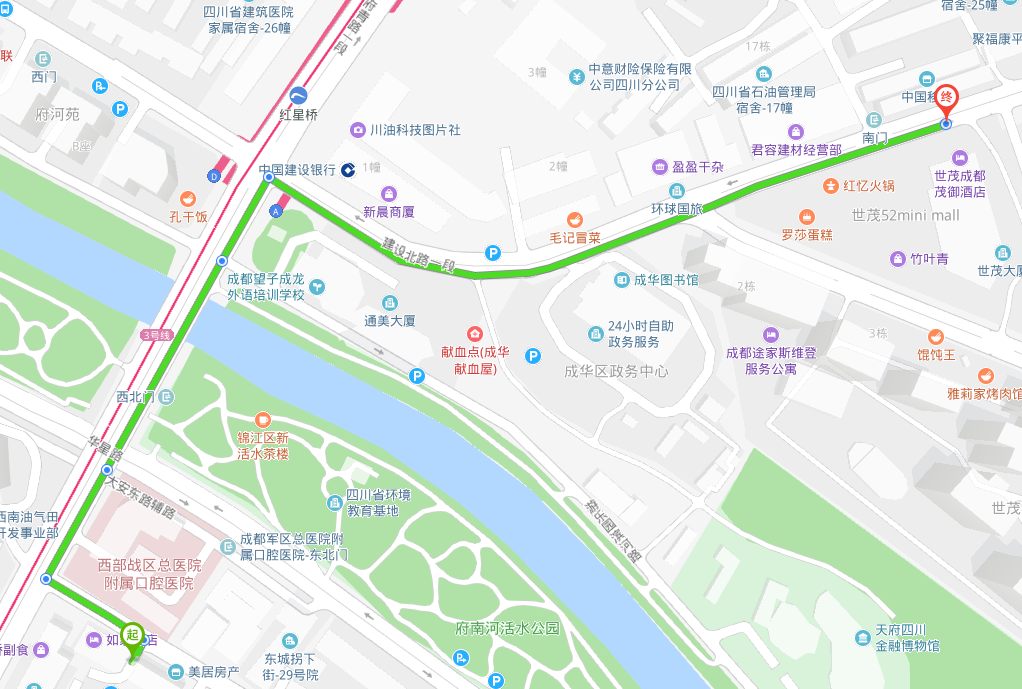 四川省建筑医院
家属宿舍-26幢
府青路一段
宿舍-25幢
聚福康平
联
西门
17栋
3幢
中意财险保险有限
公司四川分公司
四川省石油管理局
宿舍-17幢
中国移
终
P
P
府河苑
红星桥
川油科技图片社
南门
B座
君容建材经营部
中国建设银行
1幢
2幢
盈盈干杂
世茂成都
茂御酒店
D
红忆火锅
孔干饭
A
新晨商厦
环球国旅
世茂52mini mall
毛记冒菜
罗莎蛋糕
建设北路一段
P
竹叶青
世茂大厦
成都望子成龙
外语培训学校
成华图书馆
2栋
通美大厦
24小时自助
政务服务
3号线
3栋
献血点(成华
献血屋)
P
成都途家斯维登
服务公寓
馄饨王
成华区政务中心
P
雅莉家烤肉馆
西北门
锦江区新
活水茶楼
华星路
大安东路辅路
四川省环境
教育基地
世茂
西南油气田
开发事业部
游乐园滨河路
成都军区总医院附
属口腔医院-东北门
西部战区总医院
附属口腔医院
起
府南河活水公园
天府四川
金融博物馆
副食
如
店
东城拐下
街-29号院
美居房产
P
P